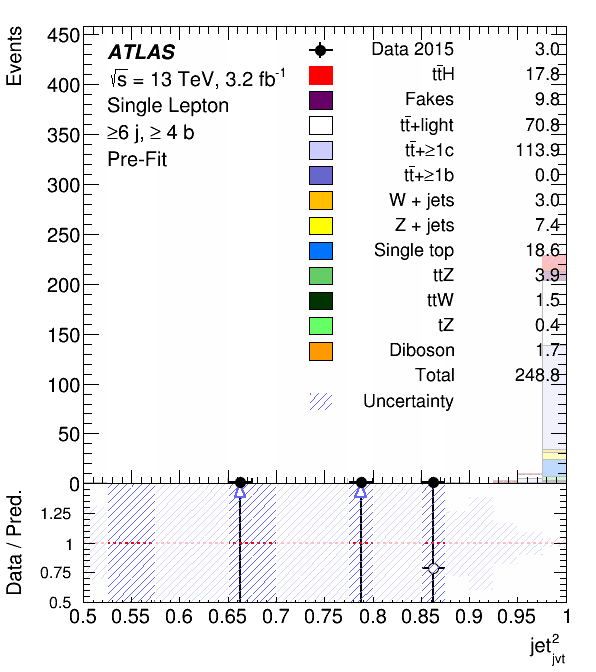 Events
450
400
350
300
250
200
150
100
50
0
ATLAS
√s = 13 TeV, 3.2 fb-1
Single Lepton
≥6 j, ≥ 4 b
Pre-Fit
Data 2015 3.0
tt̄H 17.8
Fakes 9.8
tt̄+light 70.8
tt̄+≥1c 113.9
tt̄+≥1b 0.0
W + jets 3.0
Z + jets 7.4
Single top 18.6
ttZ 3.9
ttW 1.5
tZ 0.4
Diboson 1.7
Total 248.8
Uncertainty
Data / Pred.
1.25
1
0.75
0.5
0.5 0.55 0.6 0.65 0.7 0.75 0.8 0.85 0.9 0.95 1
jet²jvt